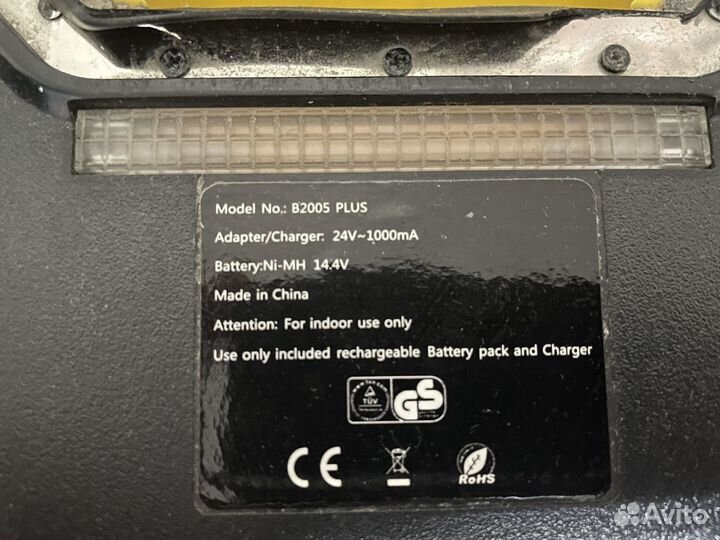 Model No.: B2005 PLUS
Adapter/Charger: 24V~1000mA
Battery:Ni-MH 14.4V
Made in China
Attention: For indoor use only
Use only included rechargeable Battery pack and Charger
TÜV
GS
CE
RoHS
Avito